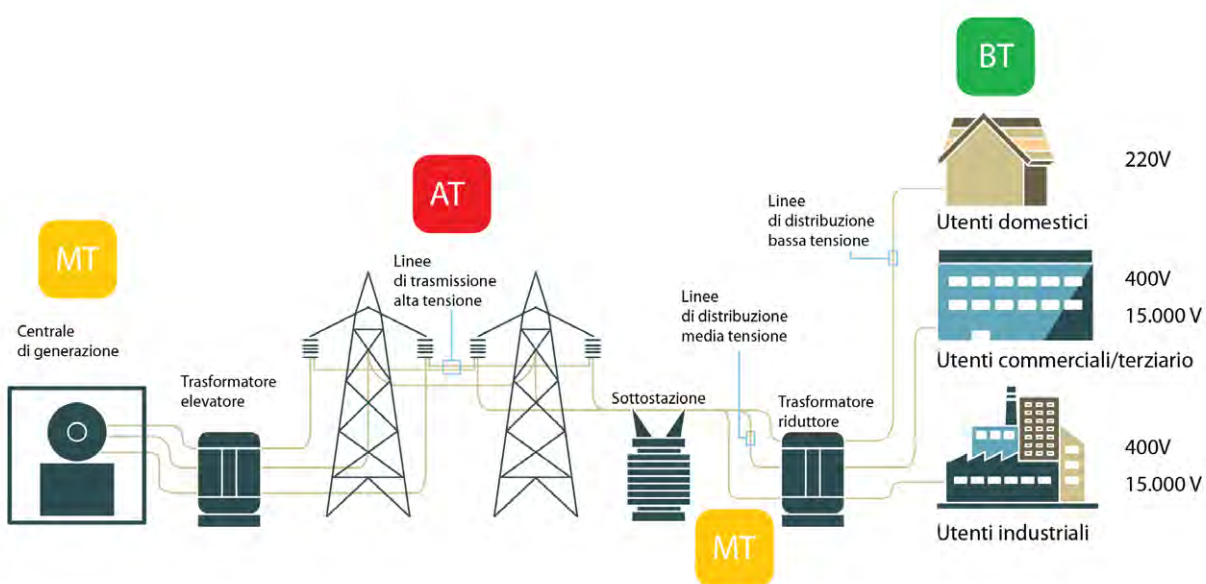 MT
Centrale
di generazione
Trasformatore
elevatore
AT
Linee
di trasmissione
alta tensione
Sottostazione
MT
Linee
di distribuzione
media tensione
Trasformatore
riduttore
Linee
di distribuzione
bassa tensione
BT
220V
Utenti domestici
400V
15.000 V
Utenti commerciali/terziario
400V
15.000 V
Utenti industriali